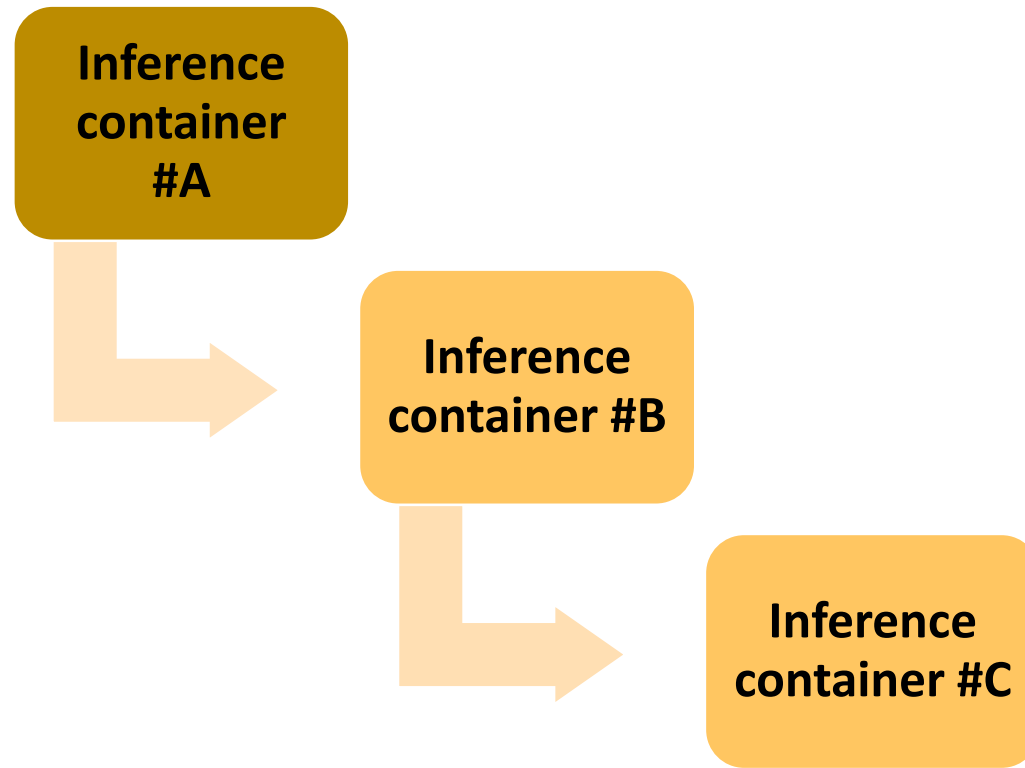 Inference
container
#A
Inference
container #B
Inference
container #C